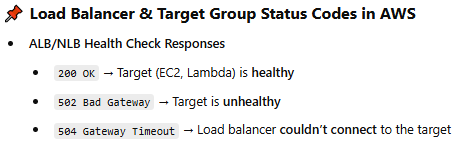 📌 Load Balancer & Target Group Status Codes in AWS
• ALB/NLB Health Check Responses
• 200 OK → Target (EC2, Lambda) is healthy
• 502 Bad Gateway → Target is unhealthy
• 504 Gateway Timeout → Load balancer couldn't connect to the target